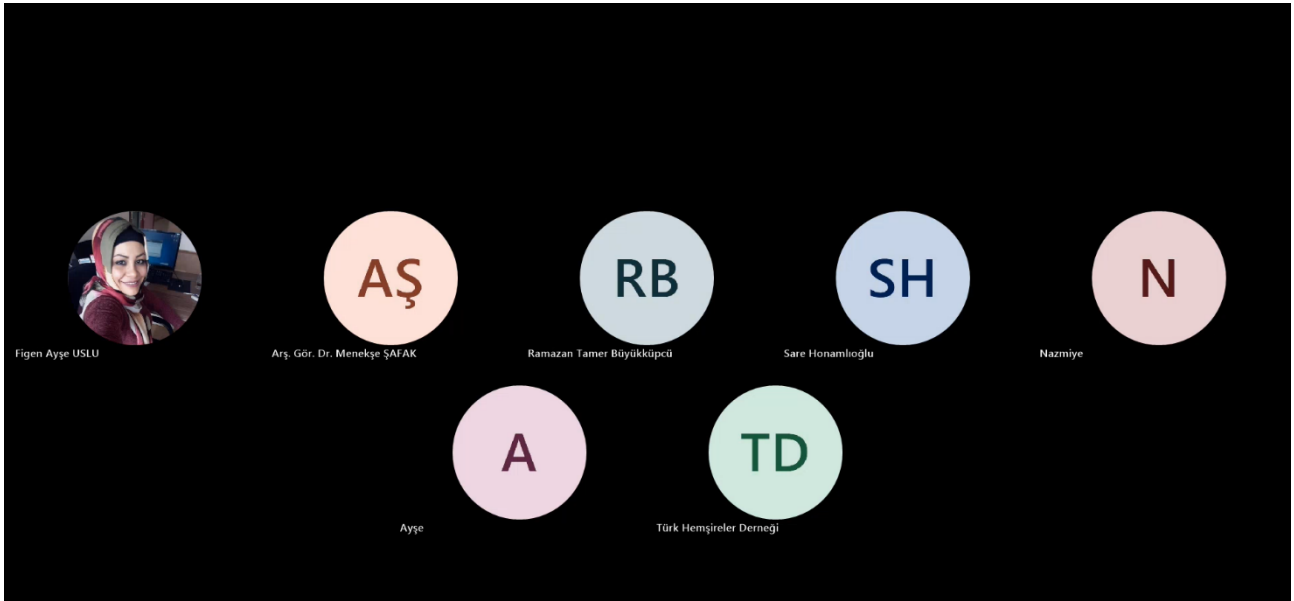 AŞ
RB
SH
N
Figen Ayşe USLU
Arş. Gör. Dr. Menekşe ŞAFAK
Ramazan Tamer Büyükküpcü
Sare Honamlıoğlu
Nazmiye
A
TD
Ayşe
Türk Hemşireler Derneği